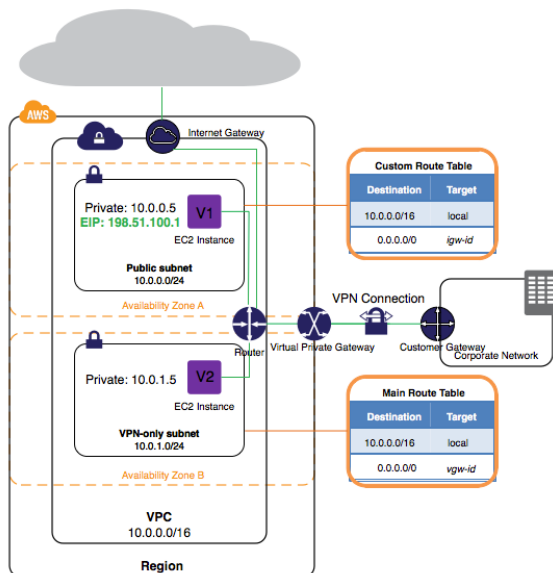 AWS
Internet Gateway
Private: 10.0.0.5
EIP: 198.51.100.1
V1
EC2 Instance
Public subnet
10.0.0.0/24
Availability Zone A
Custom Route Table
Destination Target
10.0.0.0/16 local
0.0.0.0/0 igw-id
VPN Connection
Router
Virtual Private Gateway
Customer Gateway
Corporate Network
Private: 10.0.1.5
V2
EC2 Instance
VPN-only subnet
10.0.1.0/24
Availability Zone B
Main Route Table
Destination Target
10.0.0.0/16 local
0.0.0.0/0 vgw-id
VPC
10.0.0.0/16
Region